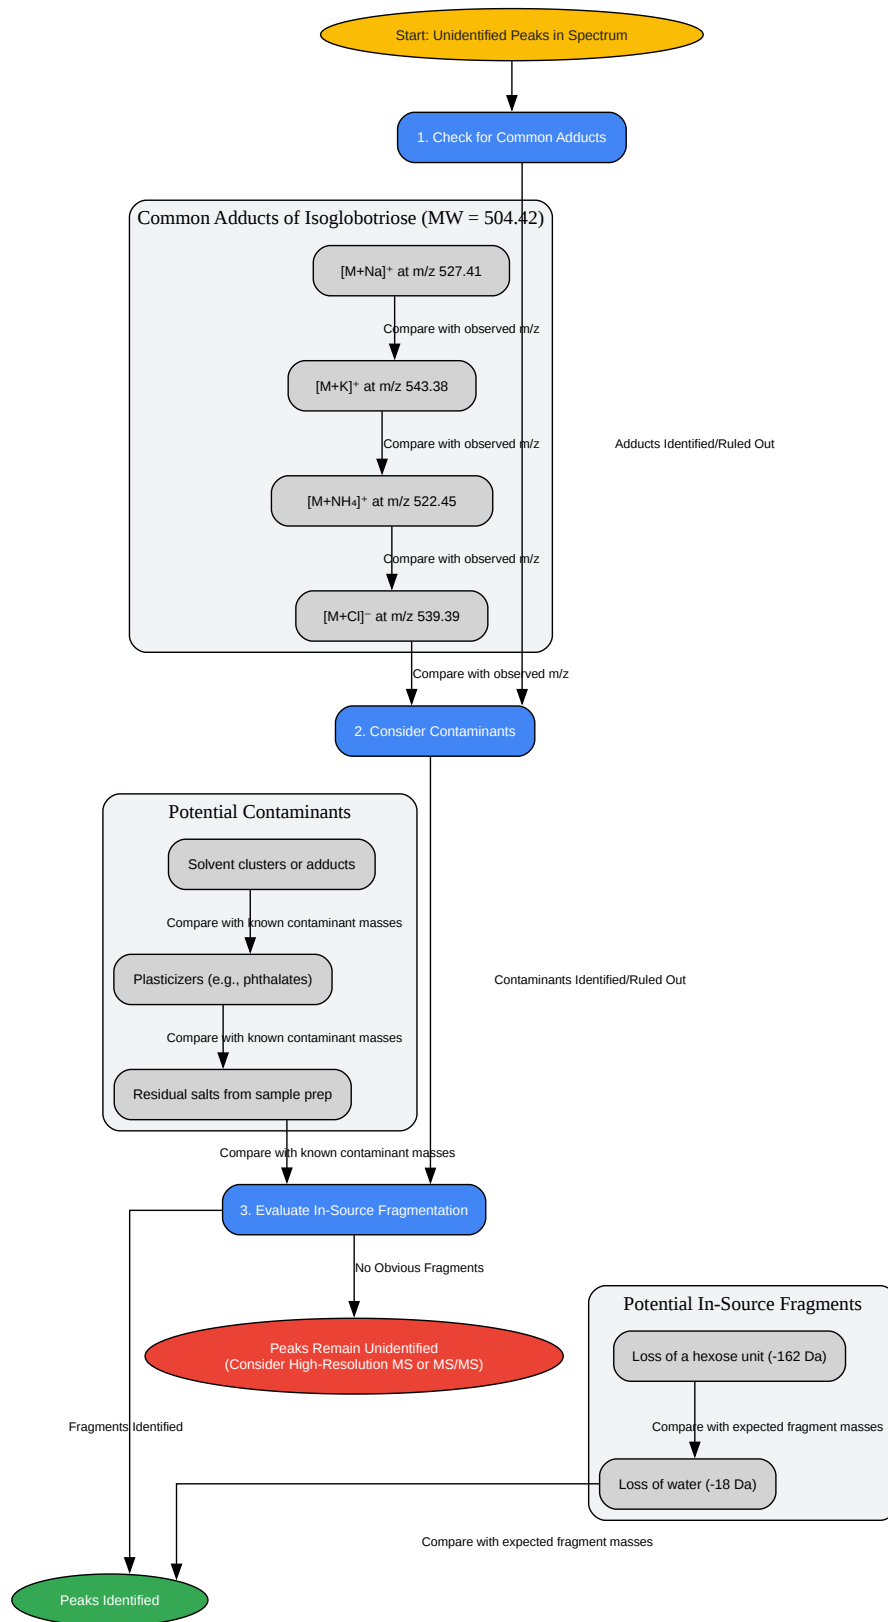 Start: Unidentified Peaks in Spectrum
1. Check for Common Adducts
Common Adducts of Isoglobotriose (MW = 504.42)
[M+Na]⁺ at m/z 527.41
Compare with observed m/z
[M+K]⁺ at m/z 543.38
Compare with observed m/z
Adducts Identified/Ruled Out
[M+NH₄]⁺ at m/z 522.45
Compare with observed m/z
[M+Cl]⁻ at m/z 539.39
Compare with observed m/z
2. Consider Contaminants
Potential Contaminants
Solvent clusters or adducts
Compare with known contaminant masses
Plasticizers (e.g., phthalates)
Contaminants Identified/Ruled Out
Compare with known contaminant masses
Residual salts from sample prep
Compare with known contaminant masses
3. Evaluate In-Source Fragmentation
No Obvious Fragments
Potential In-Source Fragments
Peaks Remain Unidentified
(Consider High-Resolution MS or MS/MS)
Loss of a hexose unit (-162 Da)
Fragments Identified
Compare with expected fragment masses
Loss of water (-18 Da)
Compare with expected fragment masses
Peaks Identified